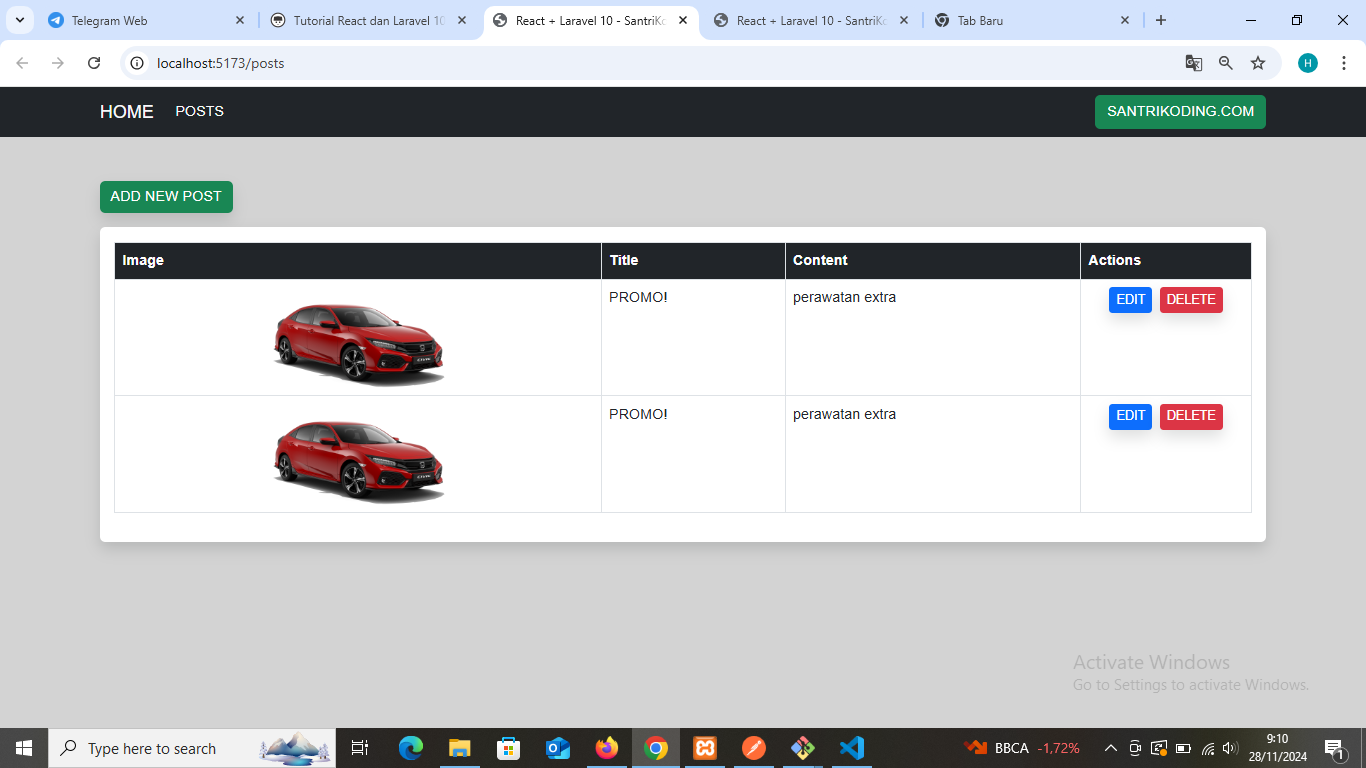 Telegram Web
Tutorial React dan Laravel 10
React + Laravel 10 - SantriKo
React + Laravel 10 - SantriKo
Tab Baru
localhost:5173/posts
H
HOME
POSTS
SANTRIKODING.COM
ADD NEW POST
Image
Title
Content
Actions
PROMO!
perawatan extra
EDIT
DELETE
PROMO!
perawatan extra
EDIT
DELETE
Activate Windows
Go to Settings to activate Windows.
Type here to search
BBCA
-1,72%
9:10
28/11/2024
1